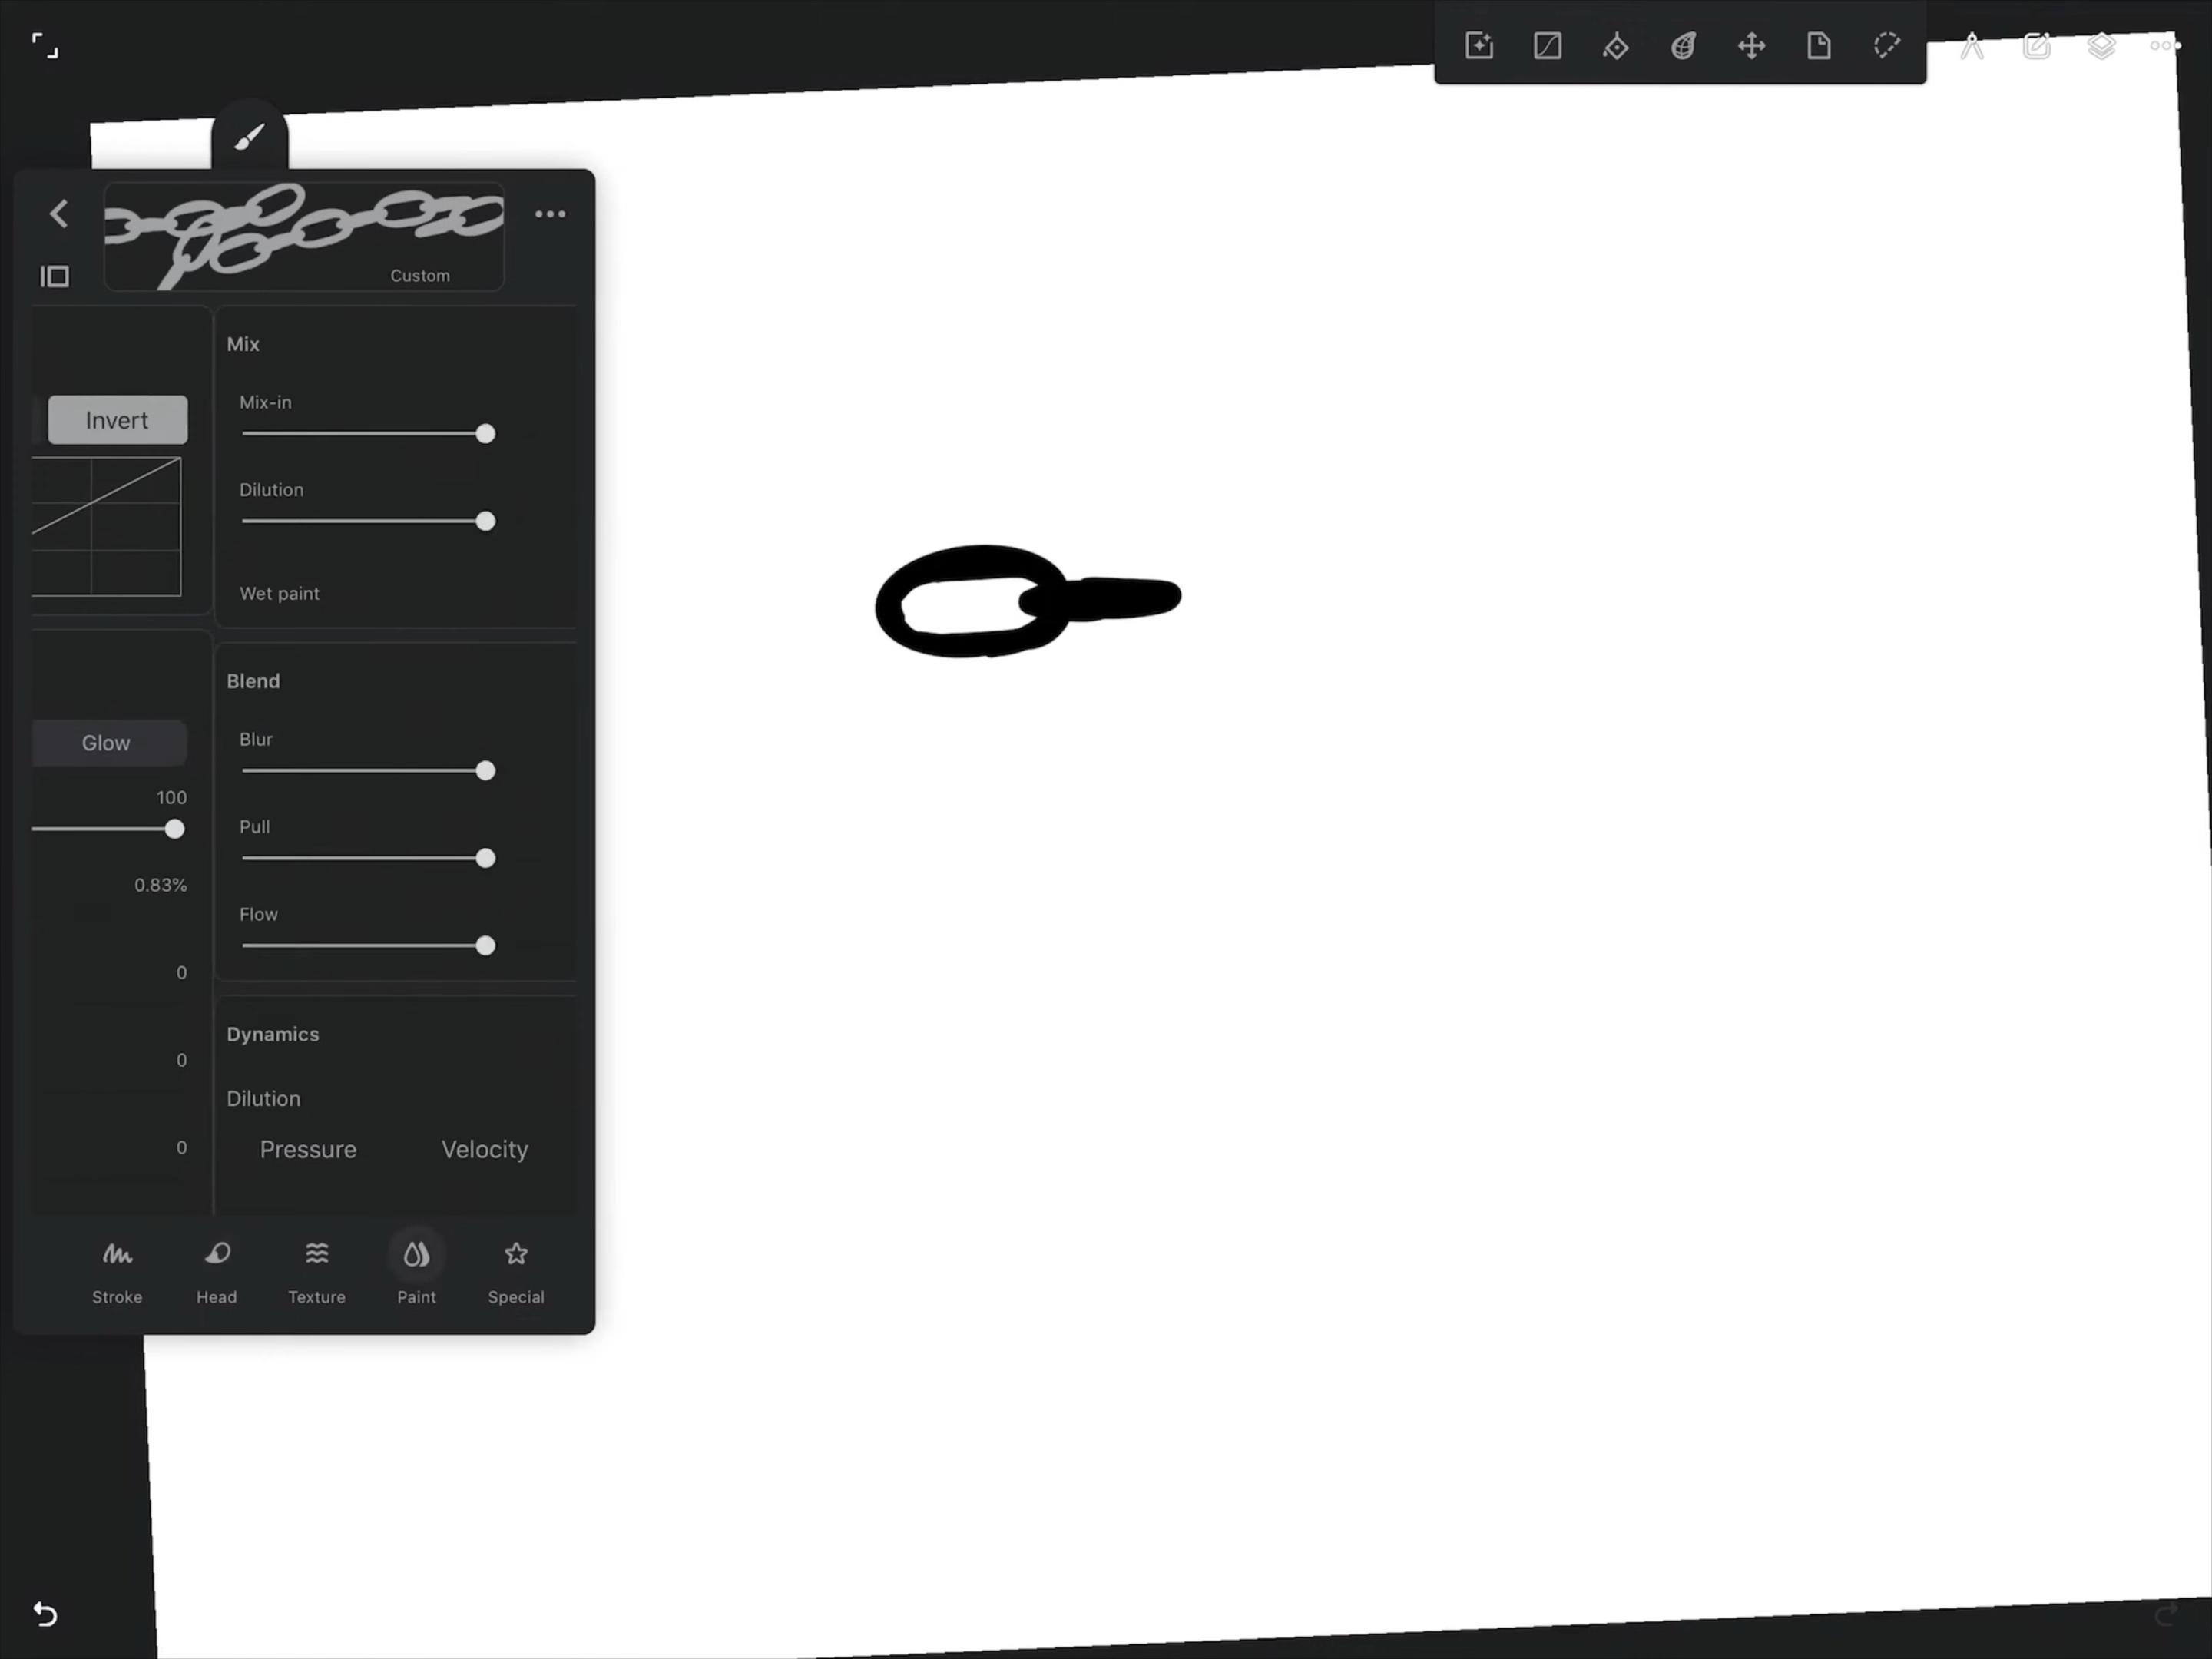 Custom
Mix
Mix-in
Invert
Dilution
Wet paint
Blend
Blur
Glow
100
Pull
0.83%
Flow
0
Dynamics
0
Dilution
Pressure Velocity
0
Stroke Head Texture Paint Special